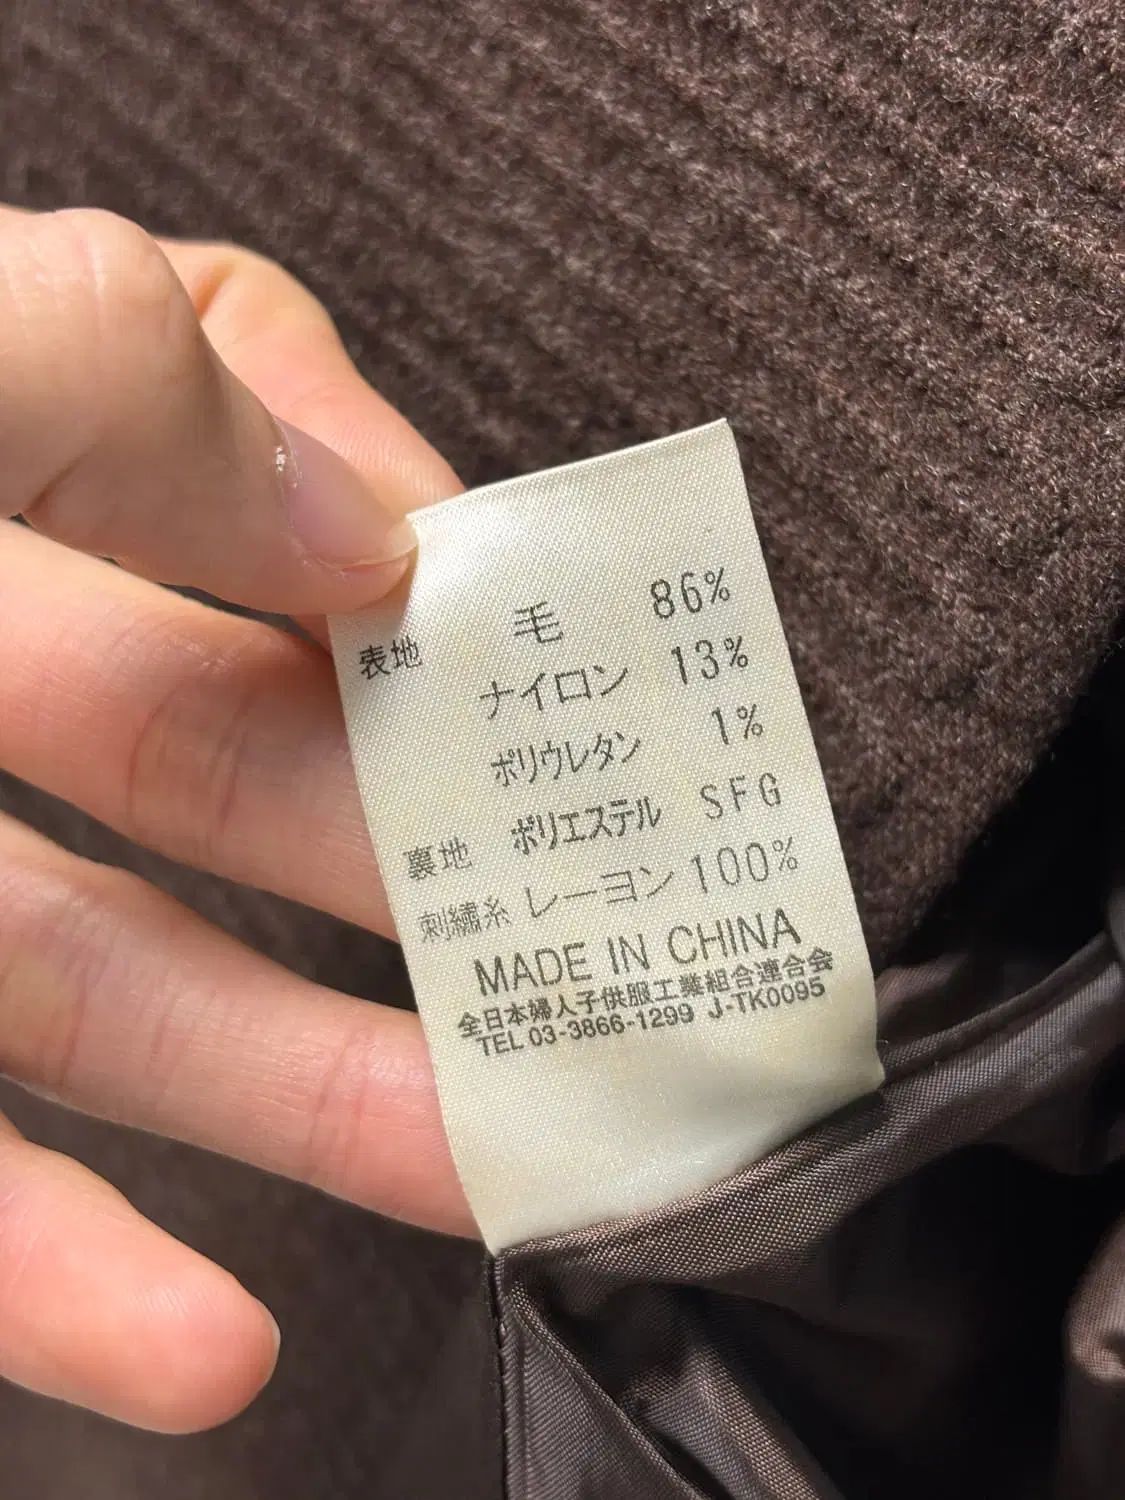 表地 毛 86%
ナイロン 13%
ポリウレタン 1%
裏地 ポリエステル SFG
刺繍糸 レーヨン 100%
MADE IN CHINA
全日本婦人子供服工業組合連合会
TEL 03-3866-1299 J-TK0095